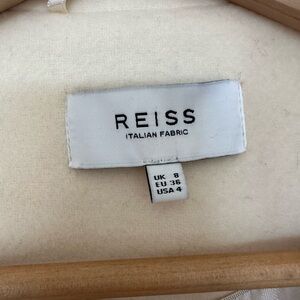 REISS
ITALIAN FABRIC
UK 8
EU 36
USA 4